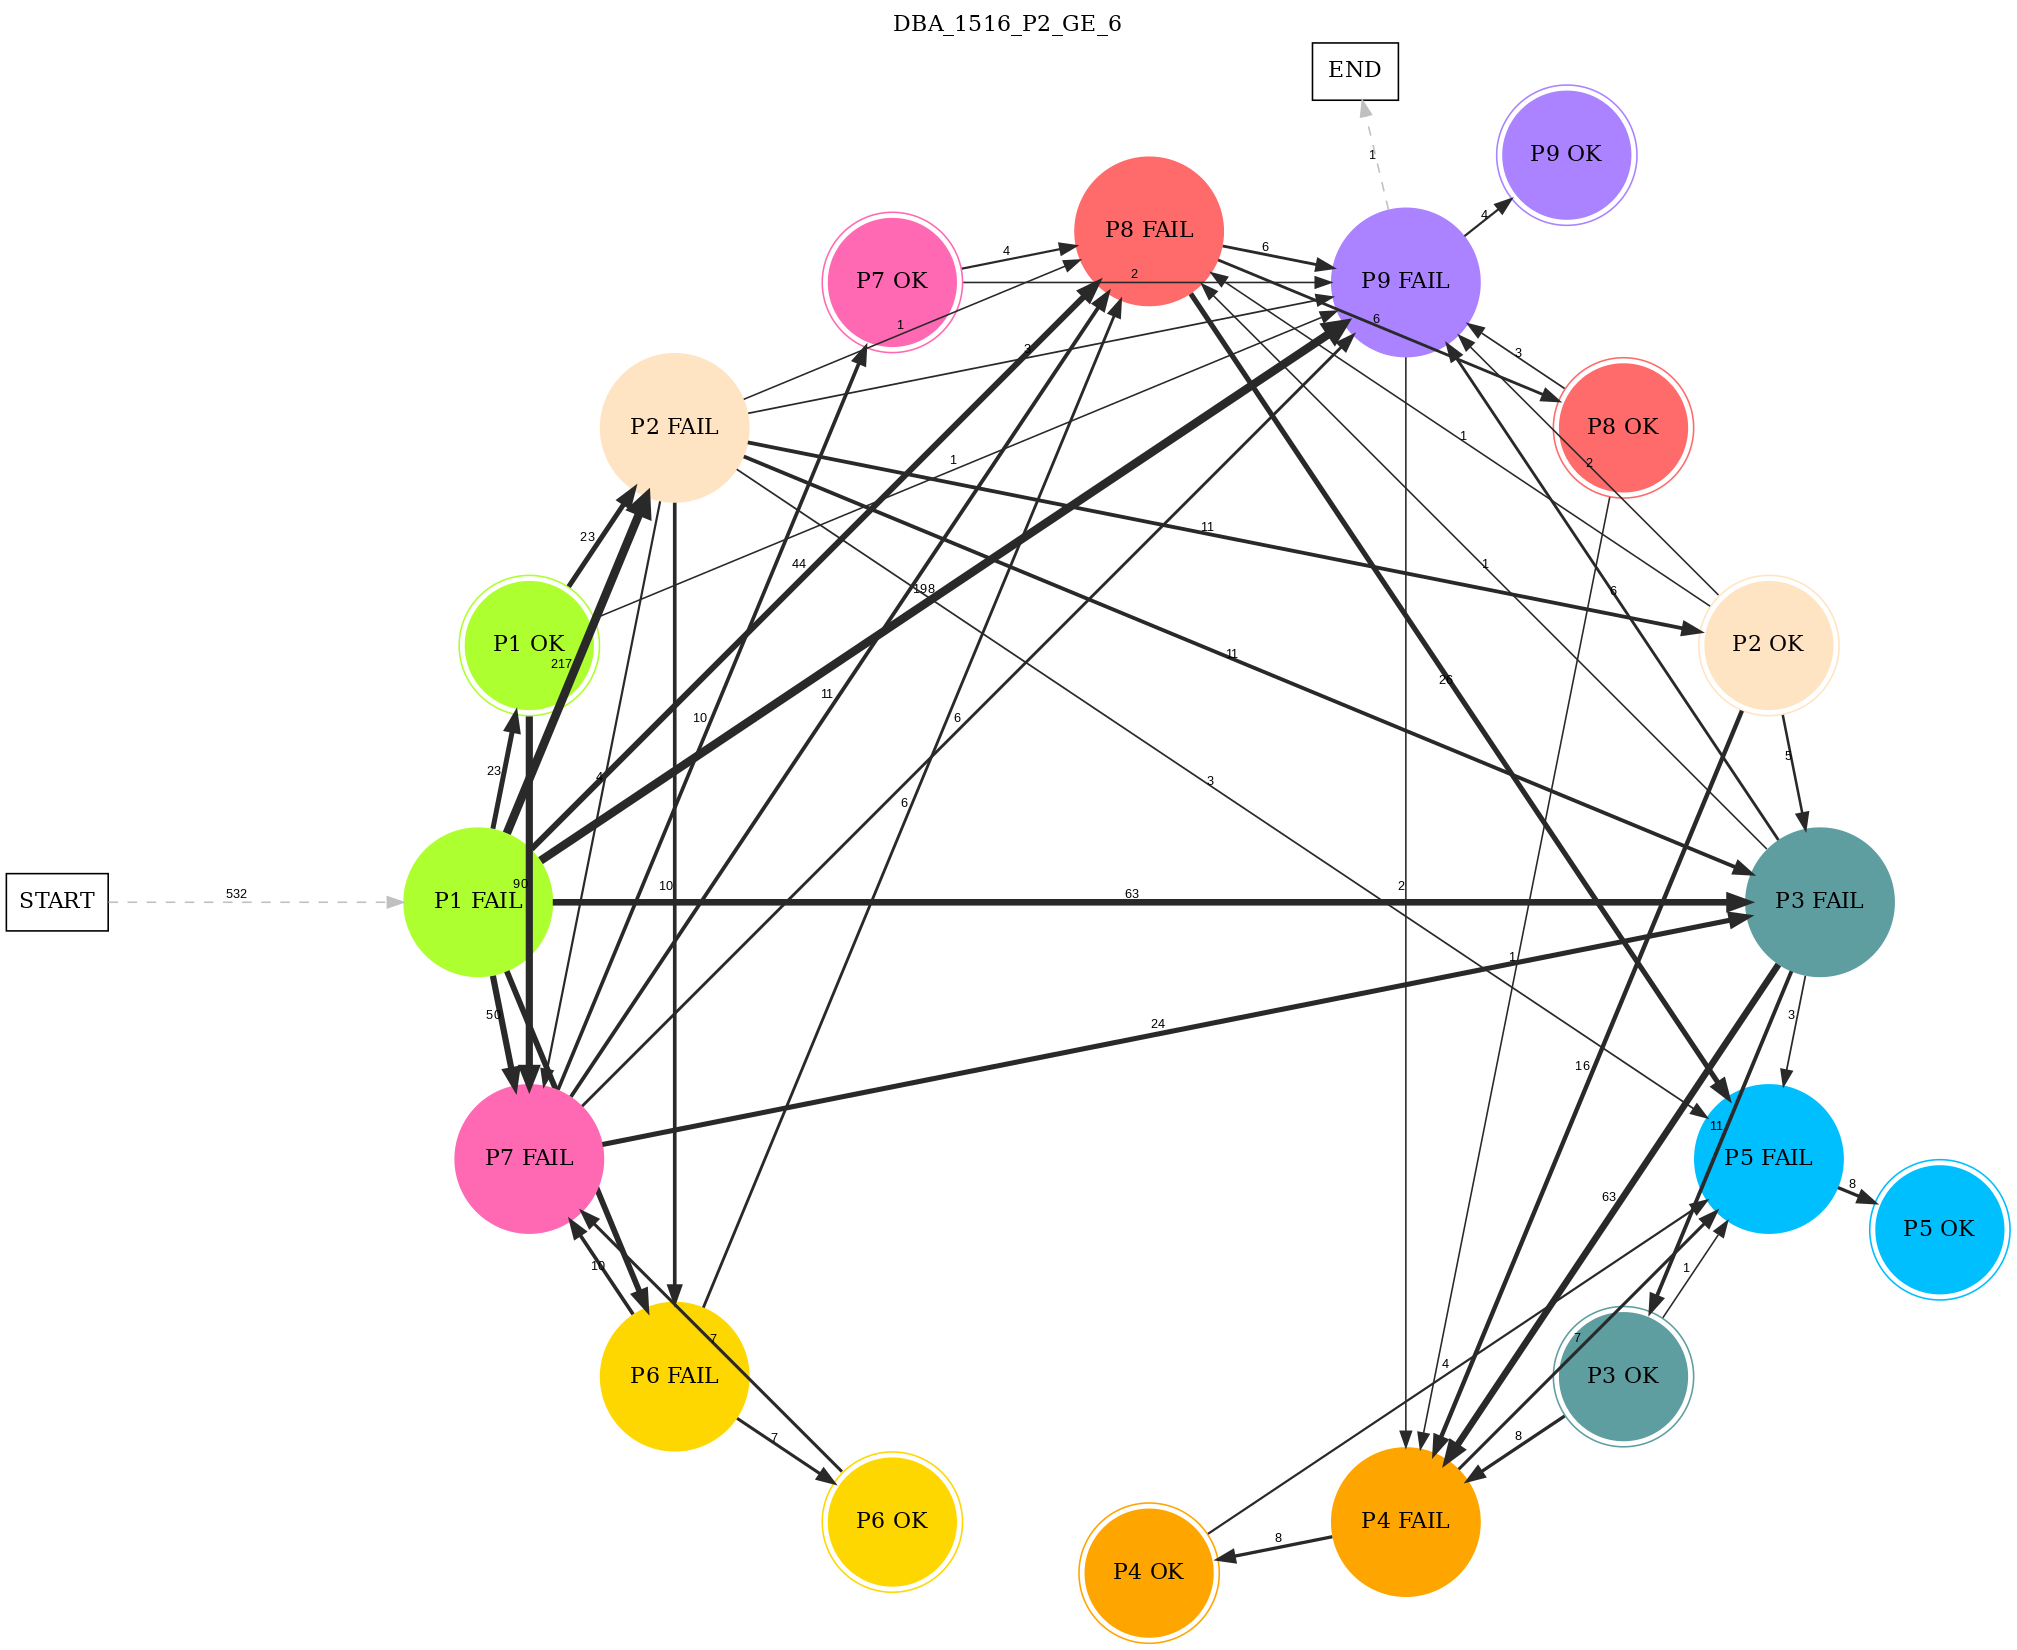 DBA_1516_P2_GE_6
END
P9 OK
1
4
P8 FAIL
P7 OK
4
6
P9 FAIL
2
1
6
3
3
P2 FAIL
P8 OK
1
1
2
11
23
44
198
1
6
P1 OK
P2 OK
217
11
26
11
10
6
5
23
4
3
6
90
10
63
2
532
START
P1 FAIL
P3 FAIL
1
50
24
3
16
11
P7 FAIL
P5 FAIL
8
63
P5 OK
10
1
7
7
4
P6 FAIL
P3 OK
7
8
P6 OK
P4 FAIL
8
P4 OK